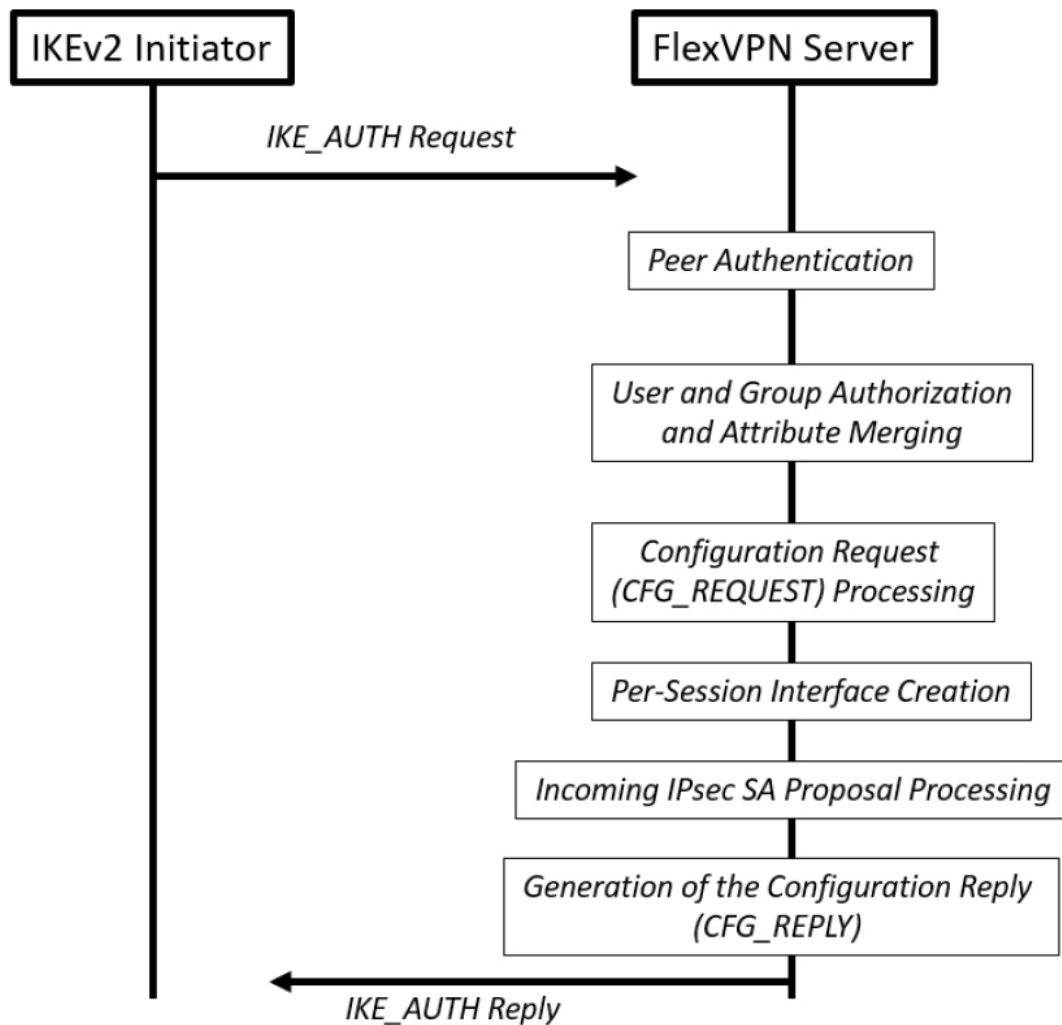 IKEv2 Initiator
FlexVPN Server
IKE_AUTH Request
Peer Authentication
User and Group Authorization
and Attribute Merging
Configuration Request
(CFG_REQUEST) Processing
Per-Session Interface Creation
Incoming IPsec SA Proposal Processing
Generation of the Configuration Reply
(CFG_REPLY)
IKE_AUTH Reply